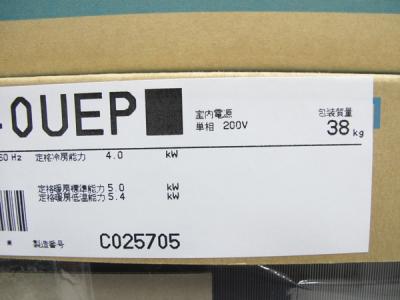 0UEP
室内電源
単相 200V
包装質量
38 kg
60 Hz 定格冷房能力 4.0 kW
定格暖房標準能力 5.0 kW
定格暖房低温能力 5.4 kW
* 製造番号 C025705